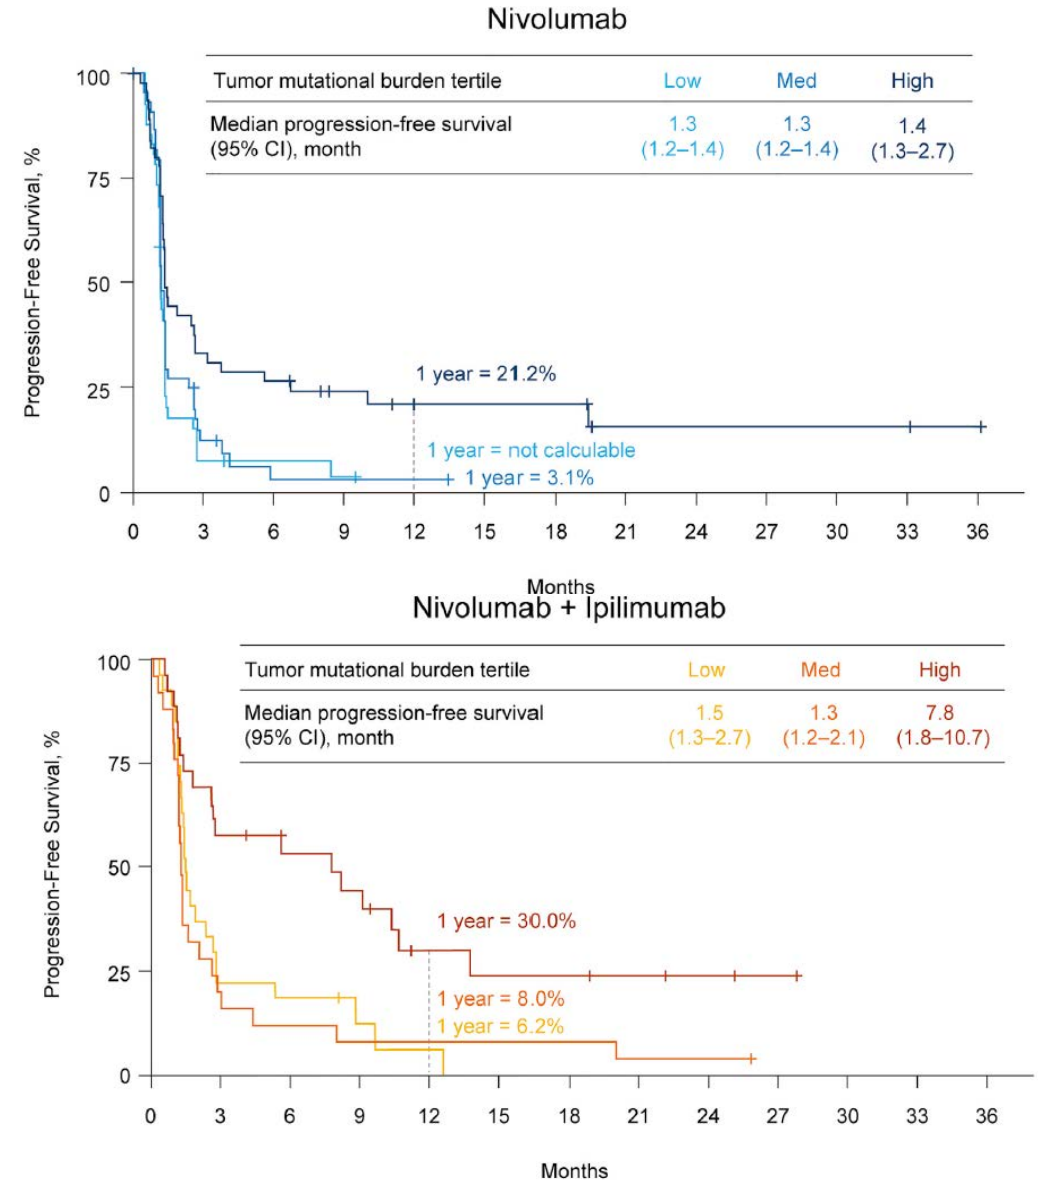 Nivolumab
Tumor mutational burden tertile Low Med High
Median progression-free survival 1.3 1.3 1.4
(95% CI), month (1.2–1.4) (1.2–1.4) (1.3–2.7)
Progression-Free Survival, %
100
75
50
25
0
1 year = 21.2%
1 year = not calculable
1 year = 3.1%
0 3 6 9 12 15 18 21 24 27 30 33 36
Months
Nivolumab + Ipilimumab
Tumor mutational burden tertile Low Med High
Median progression-free survival 1.5 1.3 7.8
(95% CI), month (1.3–2.7) (1.2–2.1) (1.8–10.7)
Progression-Free Survival, %
100
75
50
25
0
1 year = 30.0%
1 year = 8.0%
1 year = 6.2%
0 3 6 9 12 15 18 21 24 27 30 33 36
Months